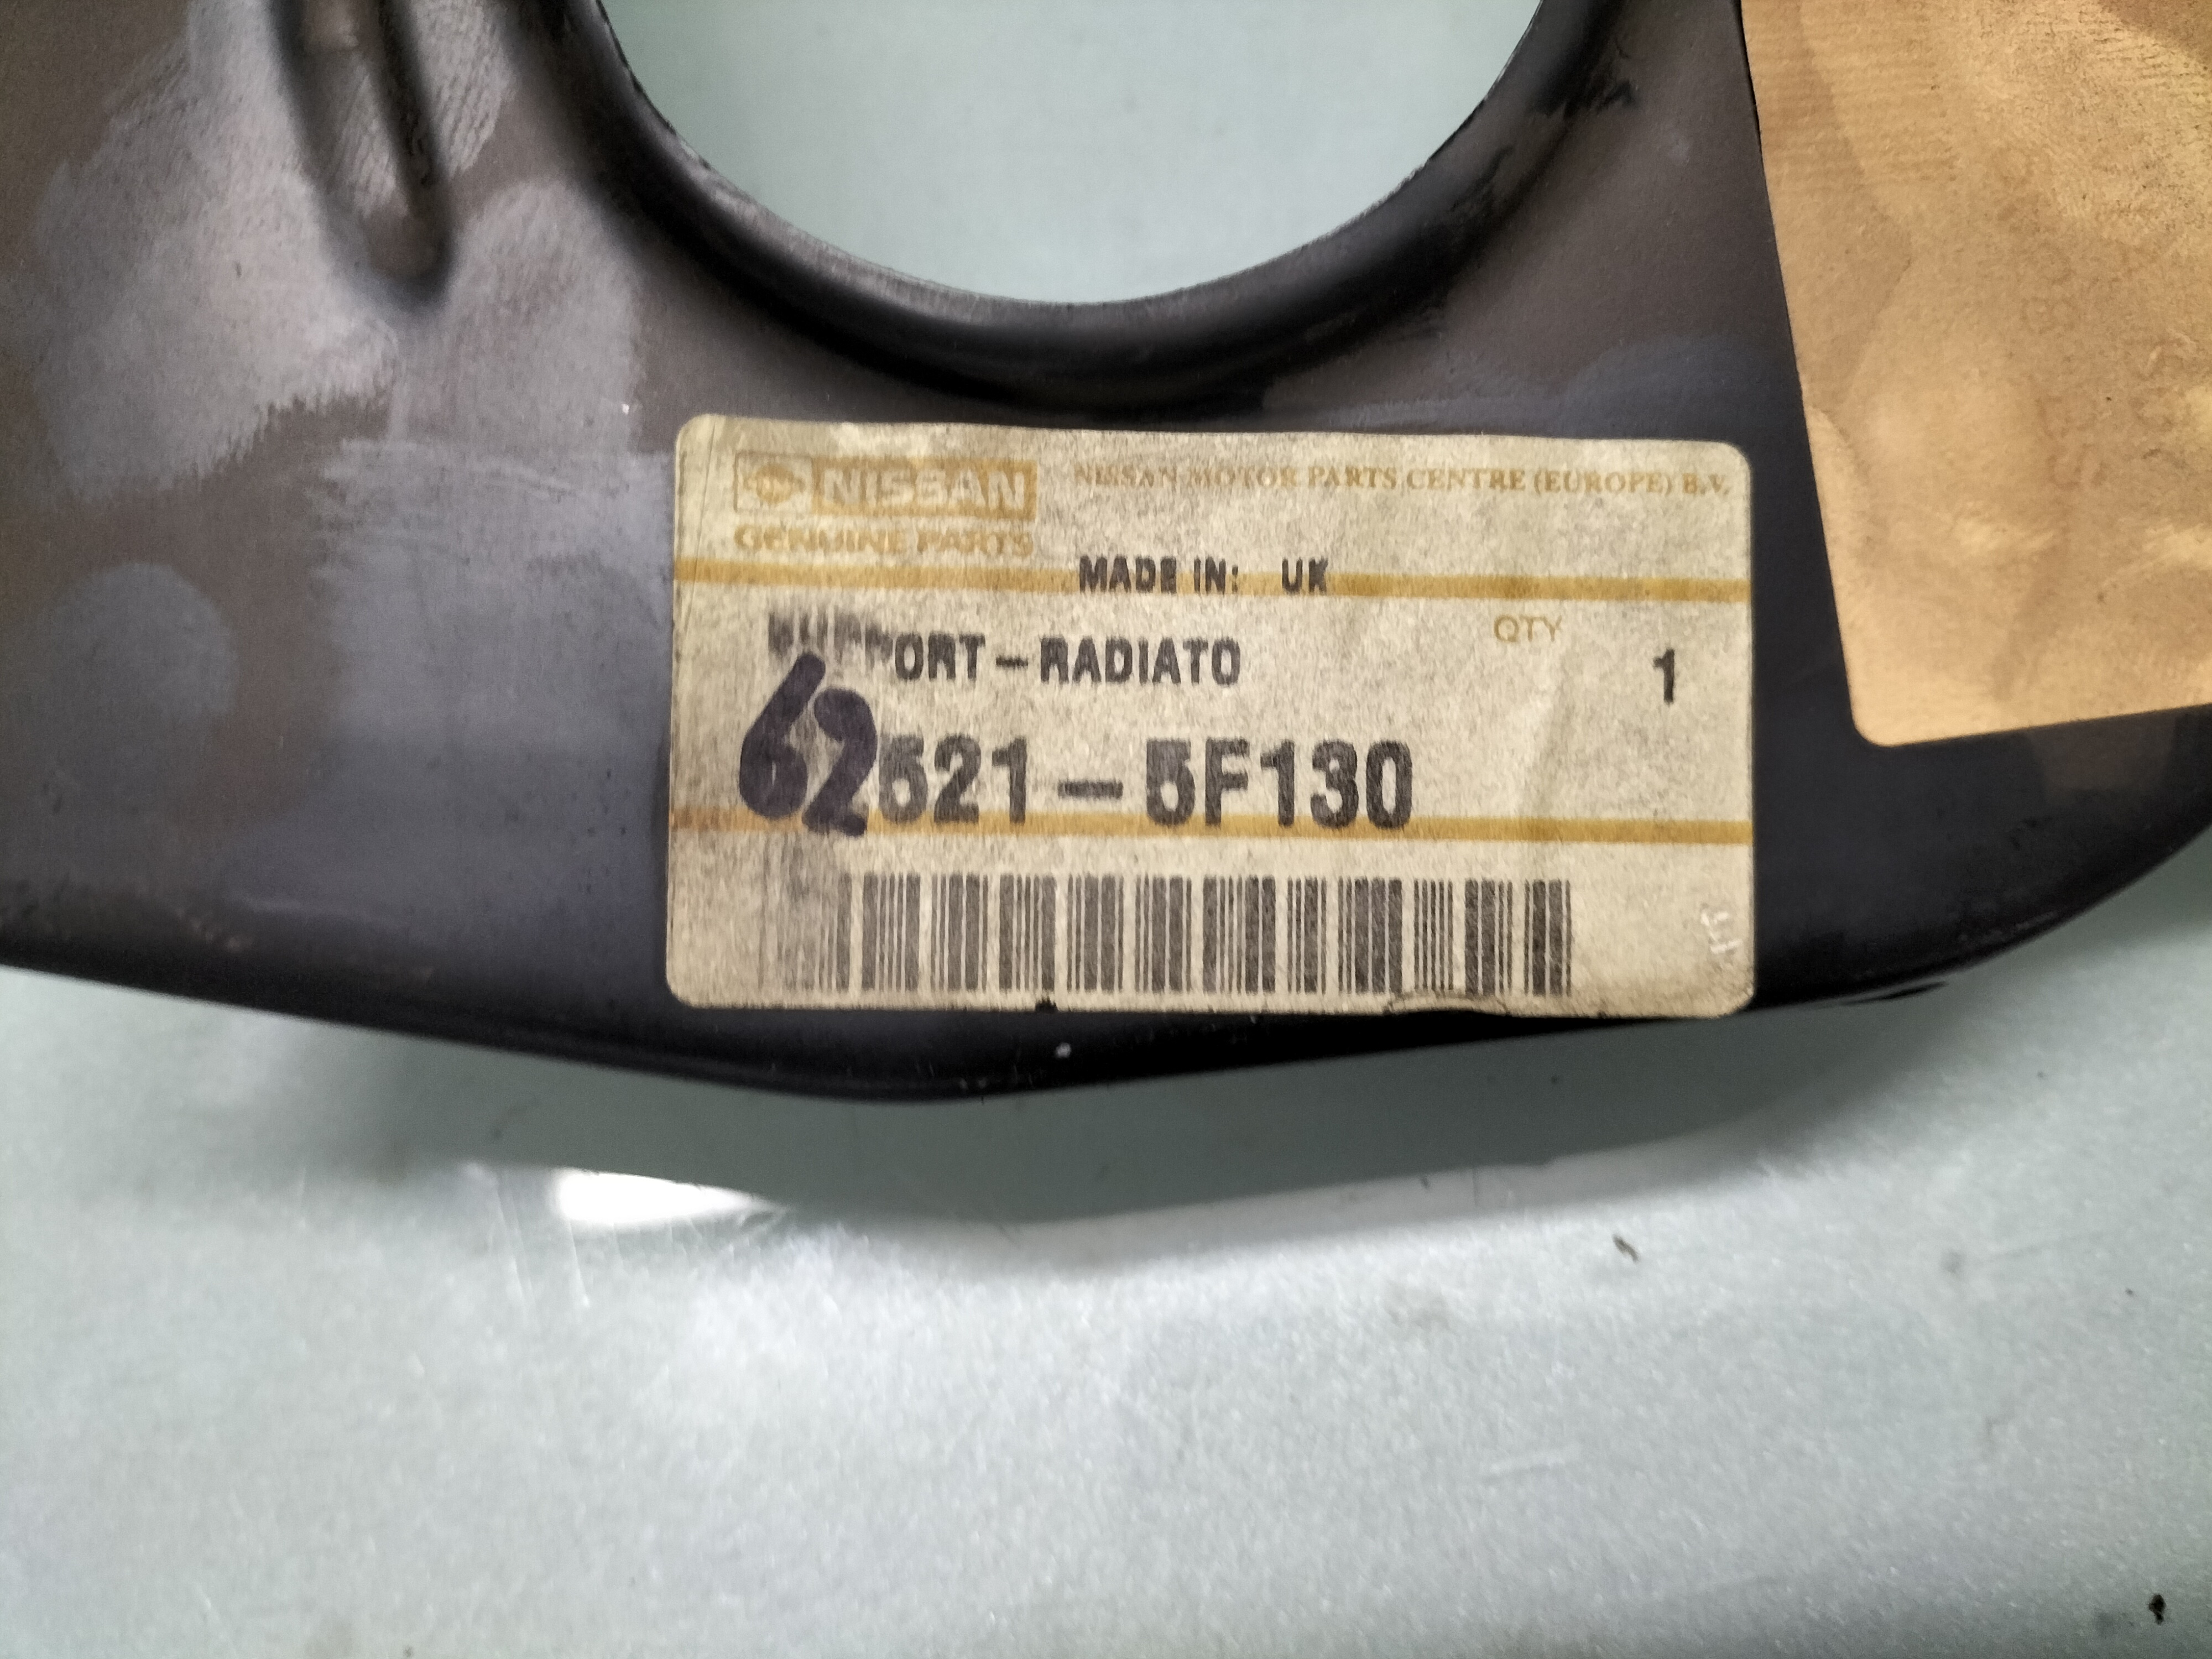 NISSAN
NISSAN MOTOR PARTS CENTRE (EUROPE) B.V.
GENUINE PARTS
MADE IN: UK
SUPPORT-RADIATO
QTY
1
62521-5F130